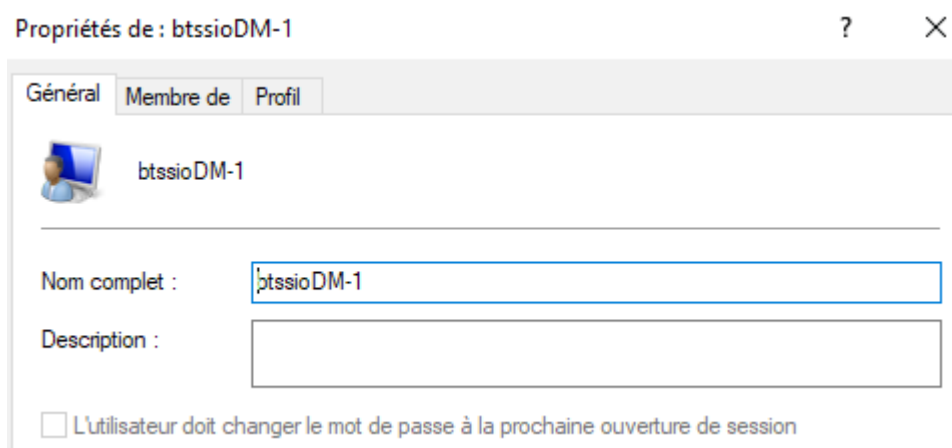 Propriétés de : btssioDM-1 ? ×
Général Membre de Profil
btssioDM-1
Nom complet : btssioDM-1
Description :
L'utilisateur doit changer le mot de passe à la prochaine ouverture de session